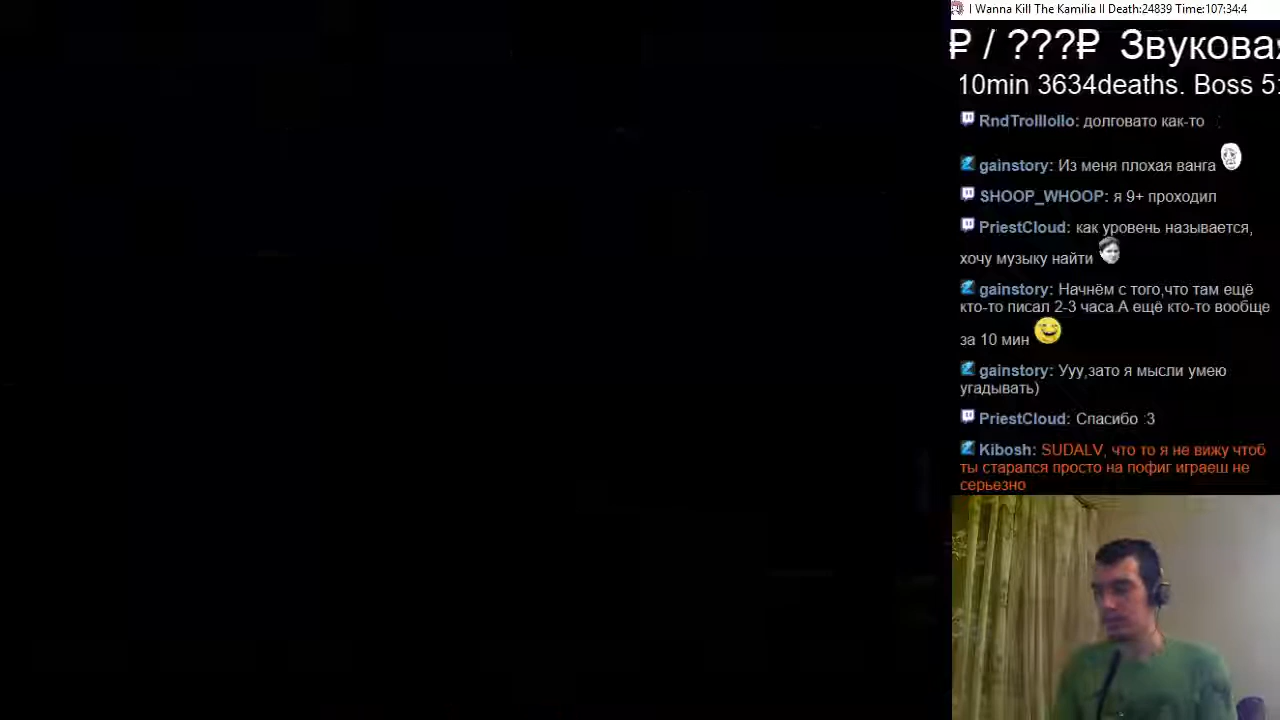 I Wanna Kill The Kamilia II Death:24839 Time:107:34:4
₽ / ???₽ Звуковая
10min 3634deaths. Boss 5:
RndTrolllollo: долговато как-то
gainstory: Из меня плохая ванга
SHOOP_WHOOP: я 9+ проходил
PriestCloud: как уровень называется,
хочу музыку найти
gainstory: Начнём с того,что там ещё
кто-то писал 2-3 часа.А ещё кто-то вообще
за 10 мин
gainstory: Ууу,зато я мысли умею
угадывать)
PriestCloud: Спасибо :3
Kibosh: SUDALV, что то я не вижу чтоб
ты старался просто на пофиг играеш не
серьезно